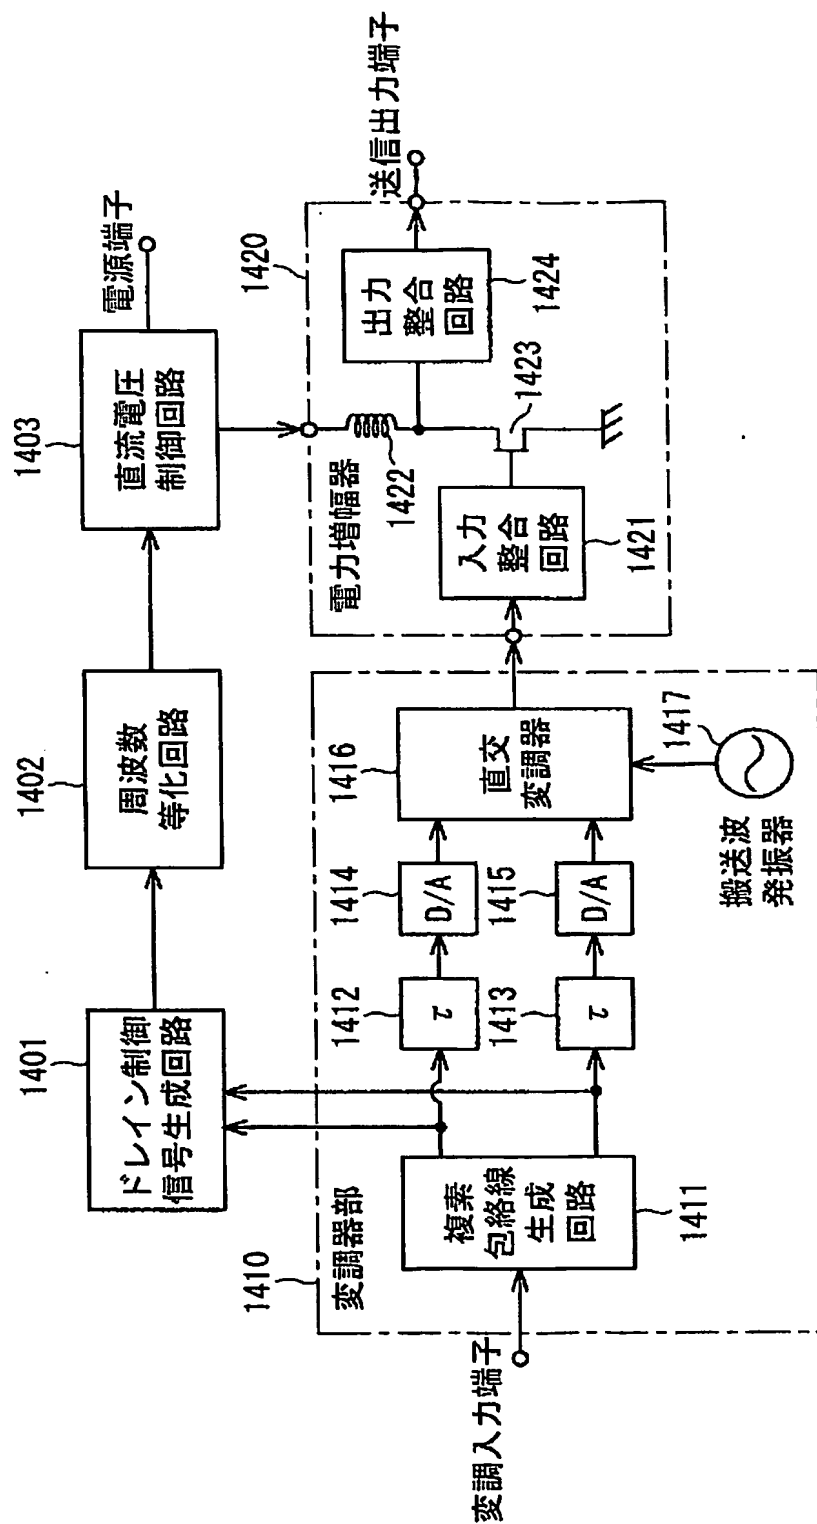 1401
ドレイン制御
信号生成回路
1402
周波数
等化回路
1403
直流電圧
制御回路
電源端子
1410
変調器部
変調入力端子
複素
包絡線
生成
回路
1411
1412
τ
1413
τ
1414
D/A
1415
D/A
1416
直交
変調器
1417
搬送波
発振器
1420
電力増幅器
1422
入力
整合
回路
1421
1423
出力
整合
回路
1424
送信出力端子